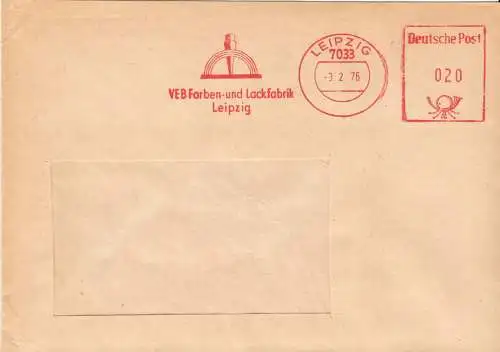 VEB Farben-und Lackfabrik
Leipzig
LEIPZIG
7033
-3. 2. 76
Deutsche Post
020